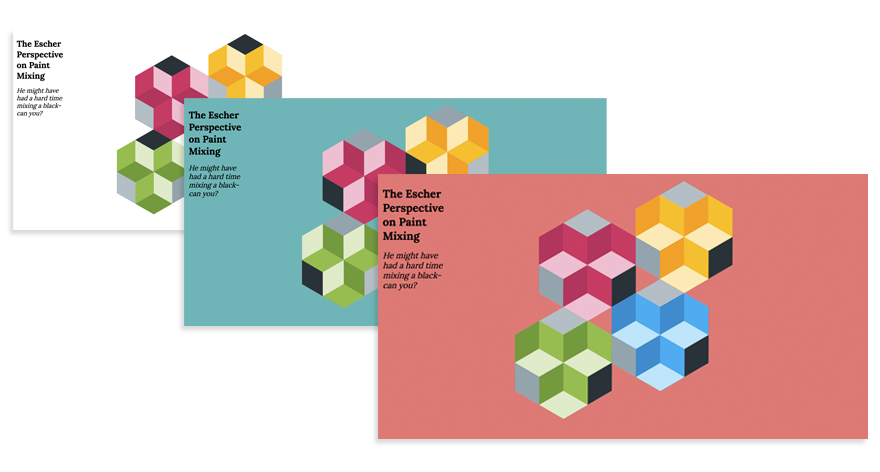 The Escher
Perspective
on Paint
Mixing
He might have
had a hard time
mixing a black-
can you?
The Escher
Perspective
on Paint
Mixing
He might have
had a hard time
mixing a black-
can you?
The Escher
Perspective
on Paint
Mixing
He might have
had a hard time
mixing a black-
can you?